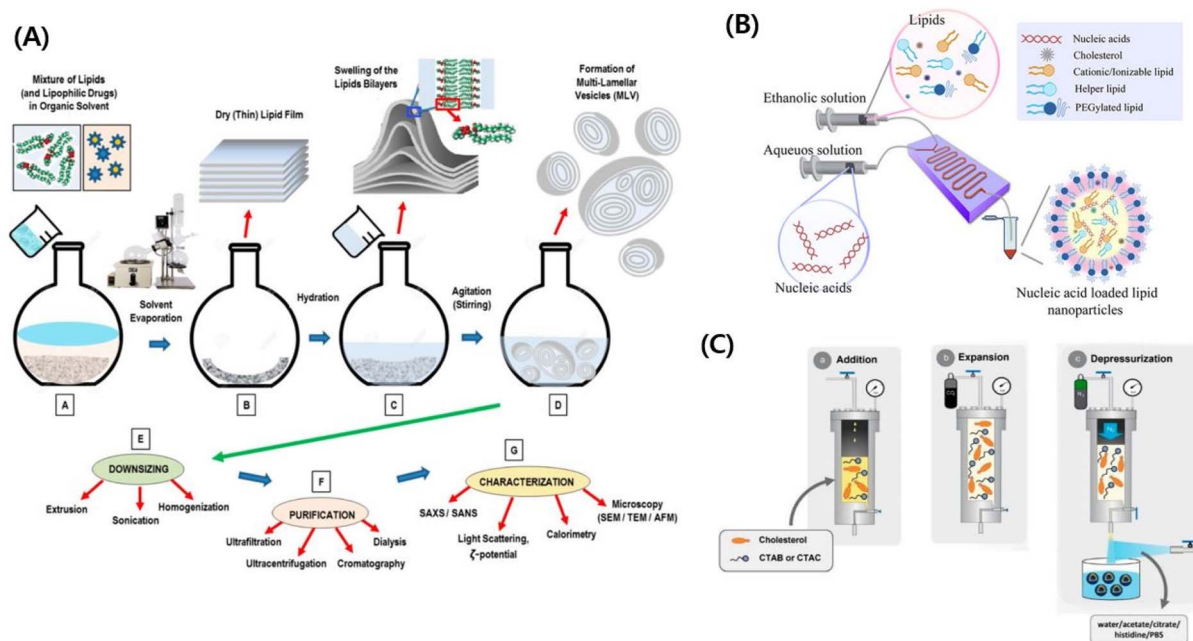 (A)
Mixture of Lipids
(and Lipophilic Drugs)
in Organic Solvent
Dry (Thin) Lipid Film
Swelling of the
Lipids Bilayers
Formation of
Multi-Lamellar
Vesicles (MLV)
Solvent
Evaporation
Hydration
Agitation
(Stirring)
A
B
C
D
E
DOWNSIZING
Extrusion
Sonication
Homogenization
F
PURIFICATION
Ultrafiltration
Ultracentrifugation
Cromatography
Dialysis
G
CHARACTERIZATION
SAXS / SANS
Light Scattering,
ζ-potential
Calorimetry
Microscopy
(SEM / TEM / AFM)
(B)
Lipids
Ethanolic solution
Aqueuos solution
Nucleic acids
Nucleic acids
Cholesterol
Cationic/Ionizable lipid
Helper lipid
PEGylated lipid
Nucleic acid loaded lipid
nanoparticles
(C)
a Addition
Cholesterol
CTAB or CTAC
b Expansion
CO₂
c Depressurization
N₂
N₂
water/acetate/citrate/
histidine/PBS